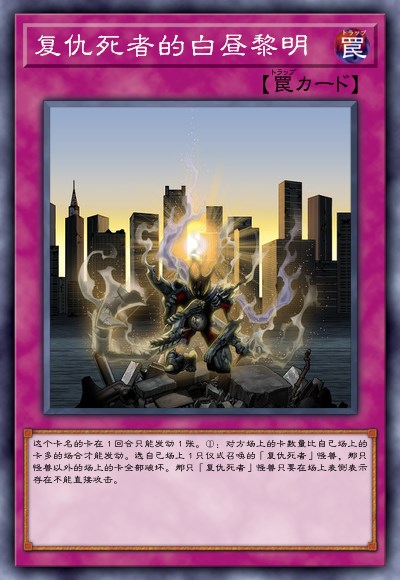 复仇死者的白昼黎明
トラップ
罠
【罠カード】
トラップ
这个卡名的卡在1回合只能发动1张。①：对方场上的卡数量比自己场上的
卡多的场合才能发动。选自己场上1只仪式召唤的「复仇死者」怪兽，那只
怪兽以外的场上的卡全部破坏。那只「复仇死者」怪兽只要在场上表侧表示
存在不能直接攻击。